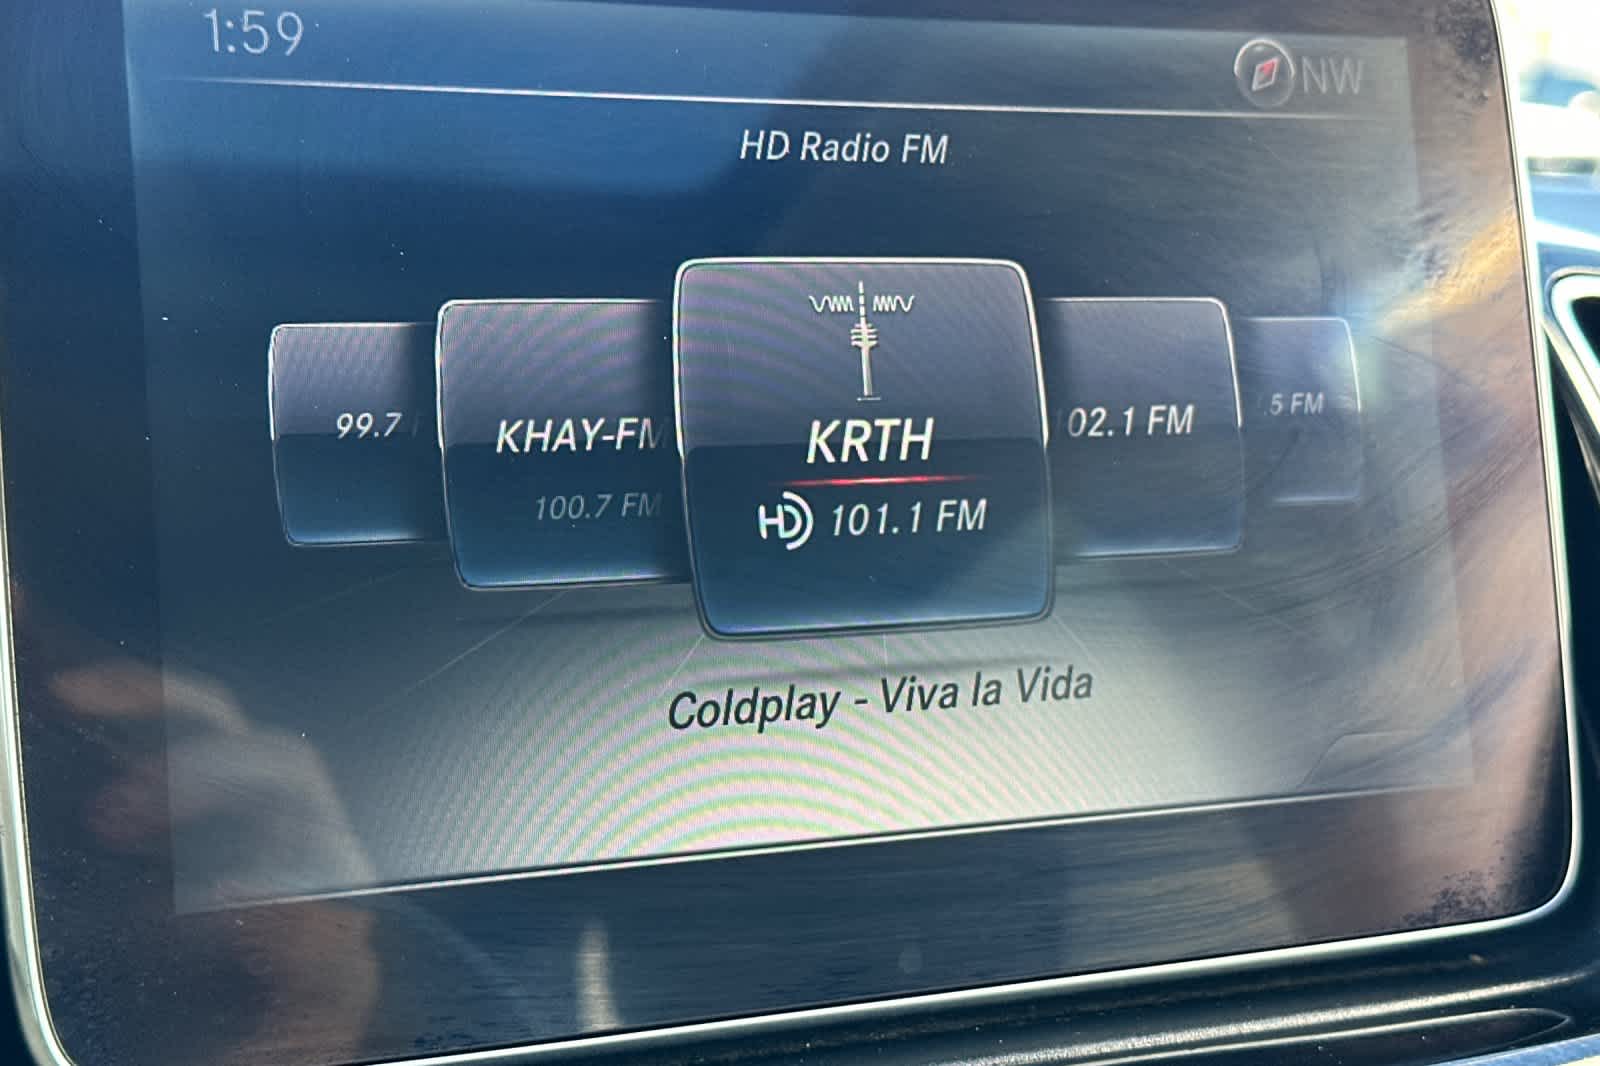 1:59
NW
HD Radio FM
99.7
KHAY-FM
100.7 FM
KRTH
HD 101.1 FM
02.1 FM
.5 FM
Coldplay - Viva la Vida